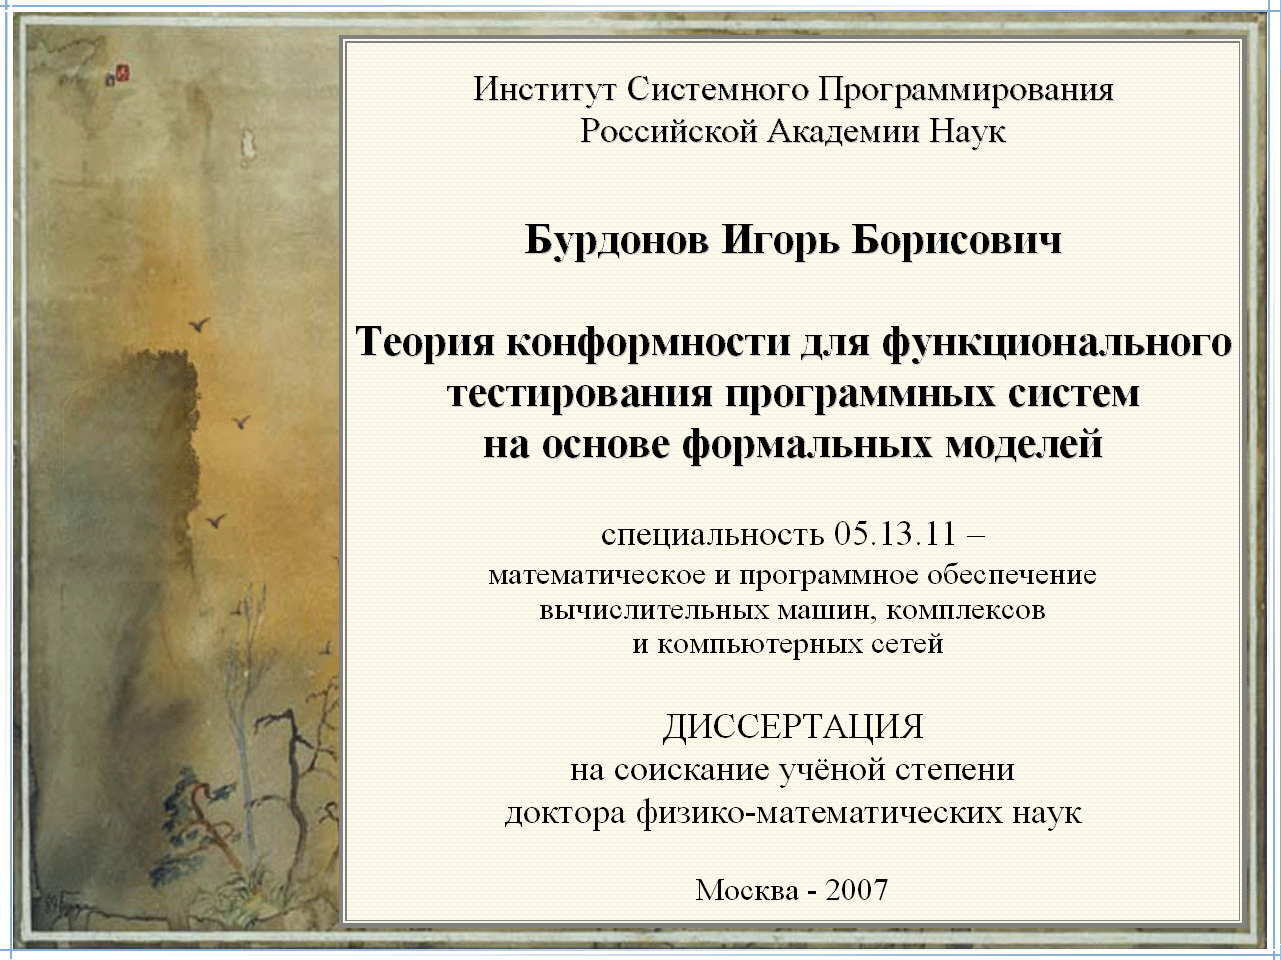 Институт Системного Программирования
Российской Академии Наук
Бурдонов Игорь Борисович
Теория конформности для функционального
тестирования программных систем
на основе формальных моделей
специальность 05.13.11 –
математическое и программное обеспечение
вычислительных машин, комплексов
и компьютерных сетей
ДИССЕРТАЦИЯ
на соискание учёной степени
доктора физико-математических наук
Москва - 2007